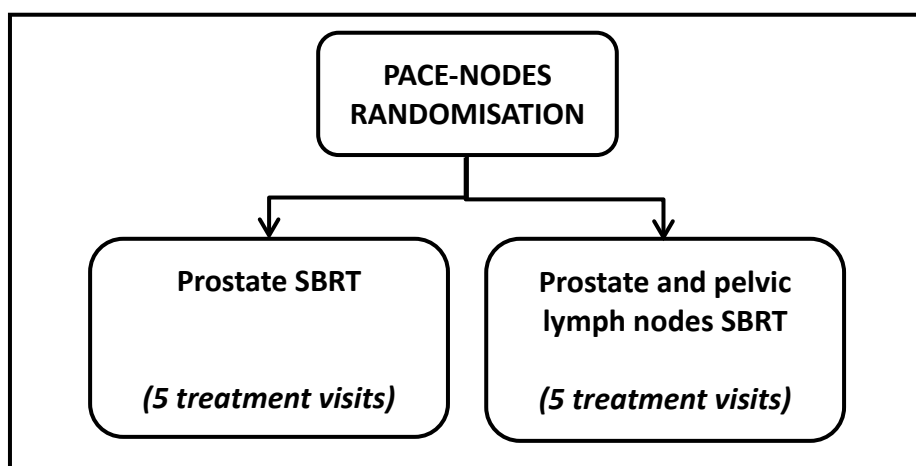 PACE-NODES
RANDOMISATION
Prostate SBRT
(5 treatment visits)
Prostate and pelvic
lymph nodes SBRT
(5 treatment visits)